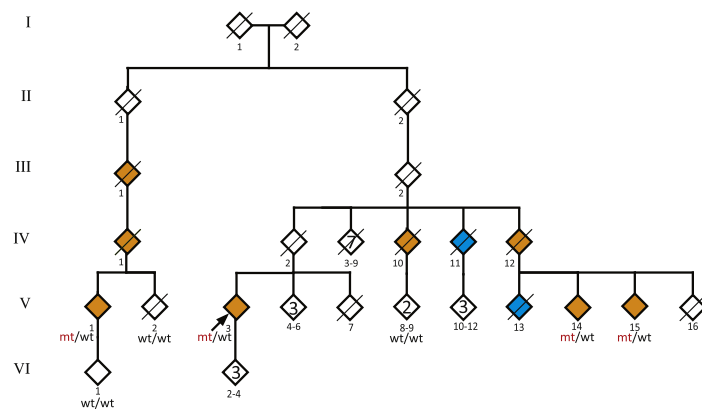 I
1 2
II
1 2
III
1 2
IV
7
1 2 3-9 10 11 12
V
3 2 3
1 2 3 4-6 7 8-9 10-12 13 14 15 16
mt/wt wt/wt mt/wt wt/wt mt/wt mt/wt
VI
3
1 2-4
wt/wt